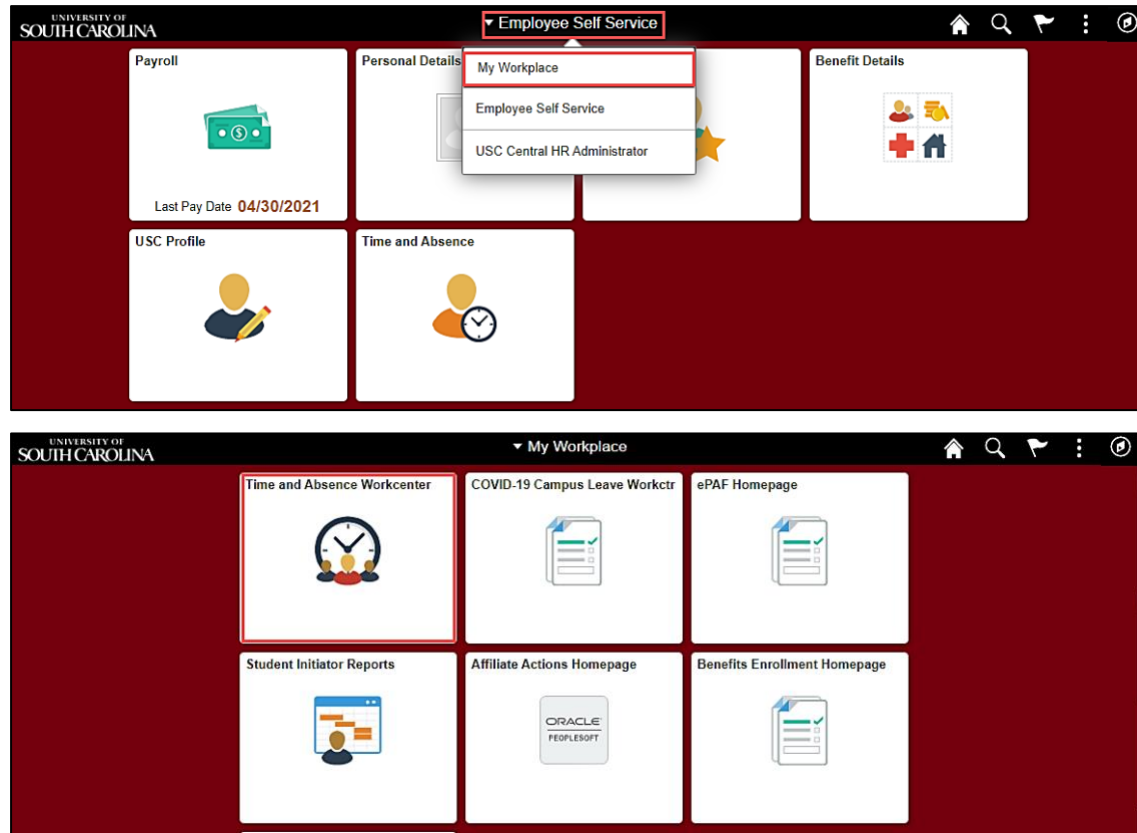 UNIVERSITY OF
SOUTH CAROLINA
Employee Self Service
Payroll
Last Pay Date 04/30/2021
Personal Details
My Workplace
Employee Self Service
USC Central HR Administrator
Benefit Details
USC Profile
Time and Absence
UNIVERSITY OF
SOUTH CAROLINA
My Workplace
Time and Absence Workcenter
COVID-19 Campus Leave Workctr
ePAF Homepage
Student Initiator Reports
Affiliate Actions Homepage
ORACLE
PEOPLESOFT
Benefits Enrollment Homepage